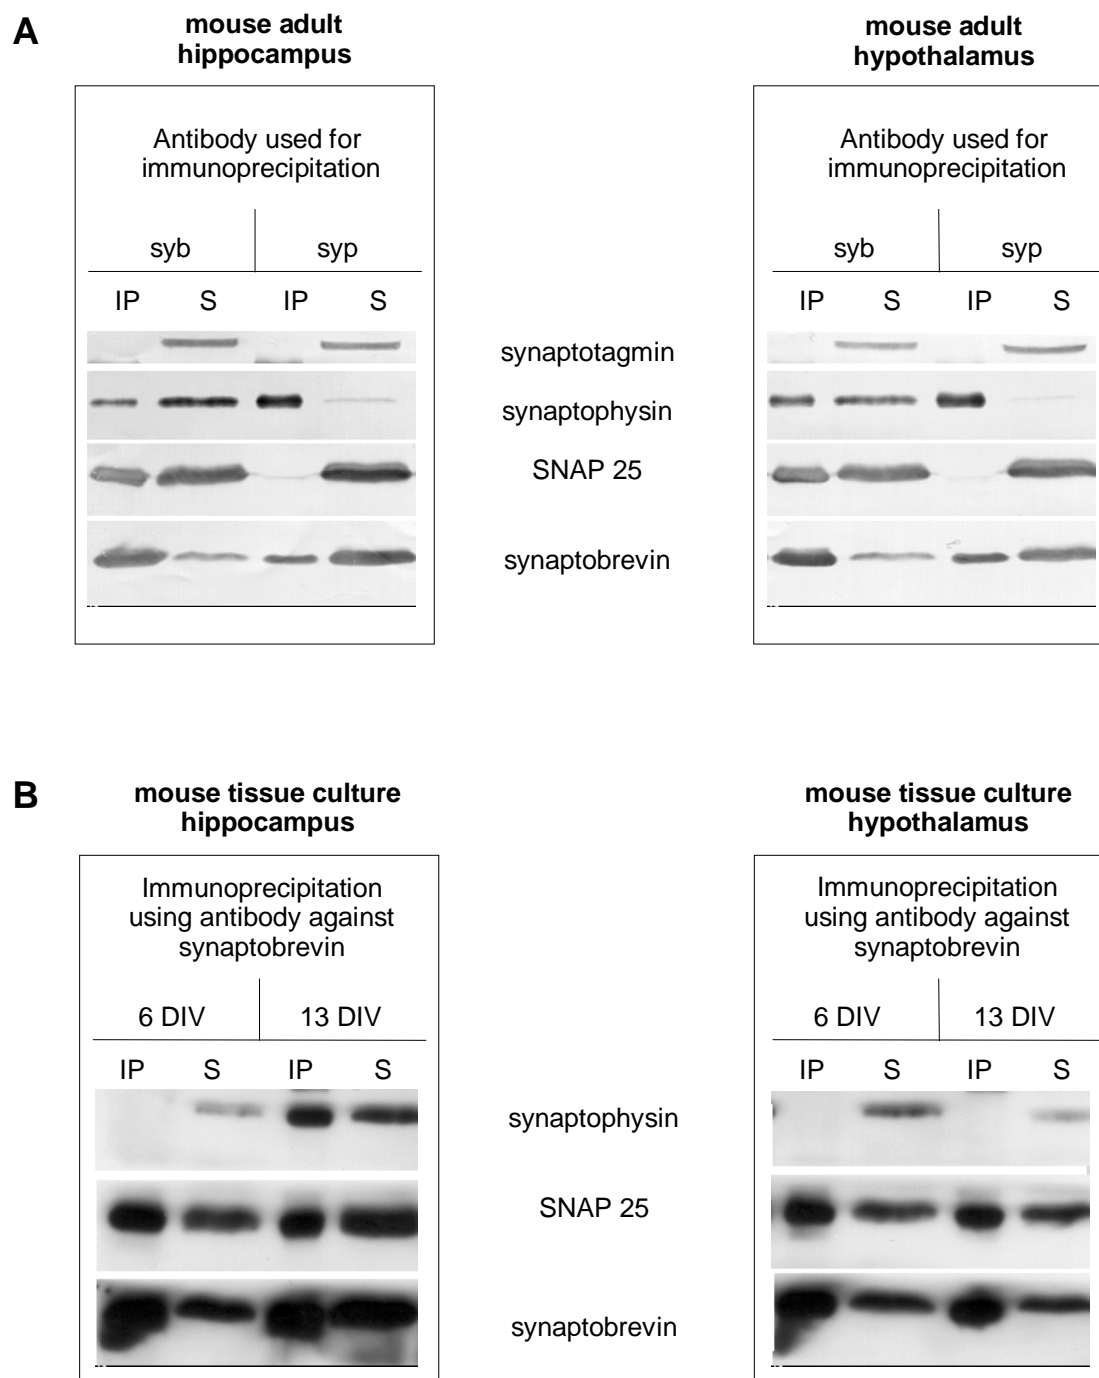 A
mouse adult
hippocampus
mouse adult
hypothalamus
Antibody used for
immunoprecipitation
Antibody used for
immunoprecipitation
syb syp
syb syp
IP S IP S
IP S IP S
synaptotagmin
synaptophysin
SNAP 25
synaptobrevin
B
mouse tissue culture
hippocampus
mouse tissue culture
hypothalamus
Immunoprecipitation
using antibody against
synaptobrevin
Immunoprecipitation
using antibody against
synaptobrevin
6 DIV 13 DIV
6 DIV 13 DIV
IP S IP S
IP S IP S
synaptophysin
SNAP 25
synaptobrevin